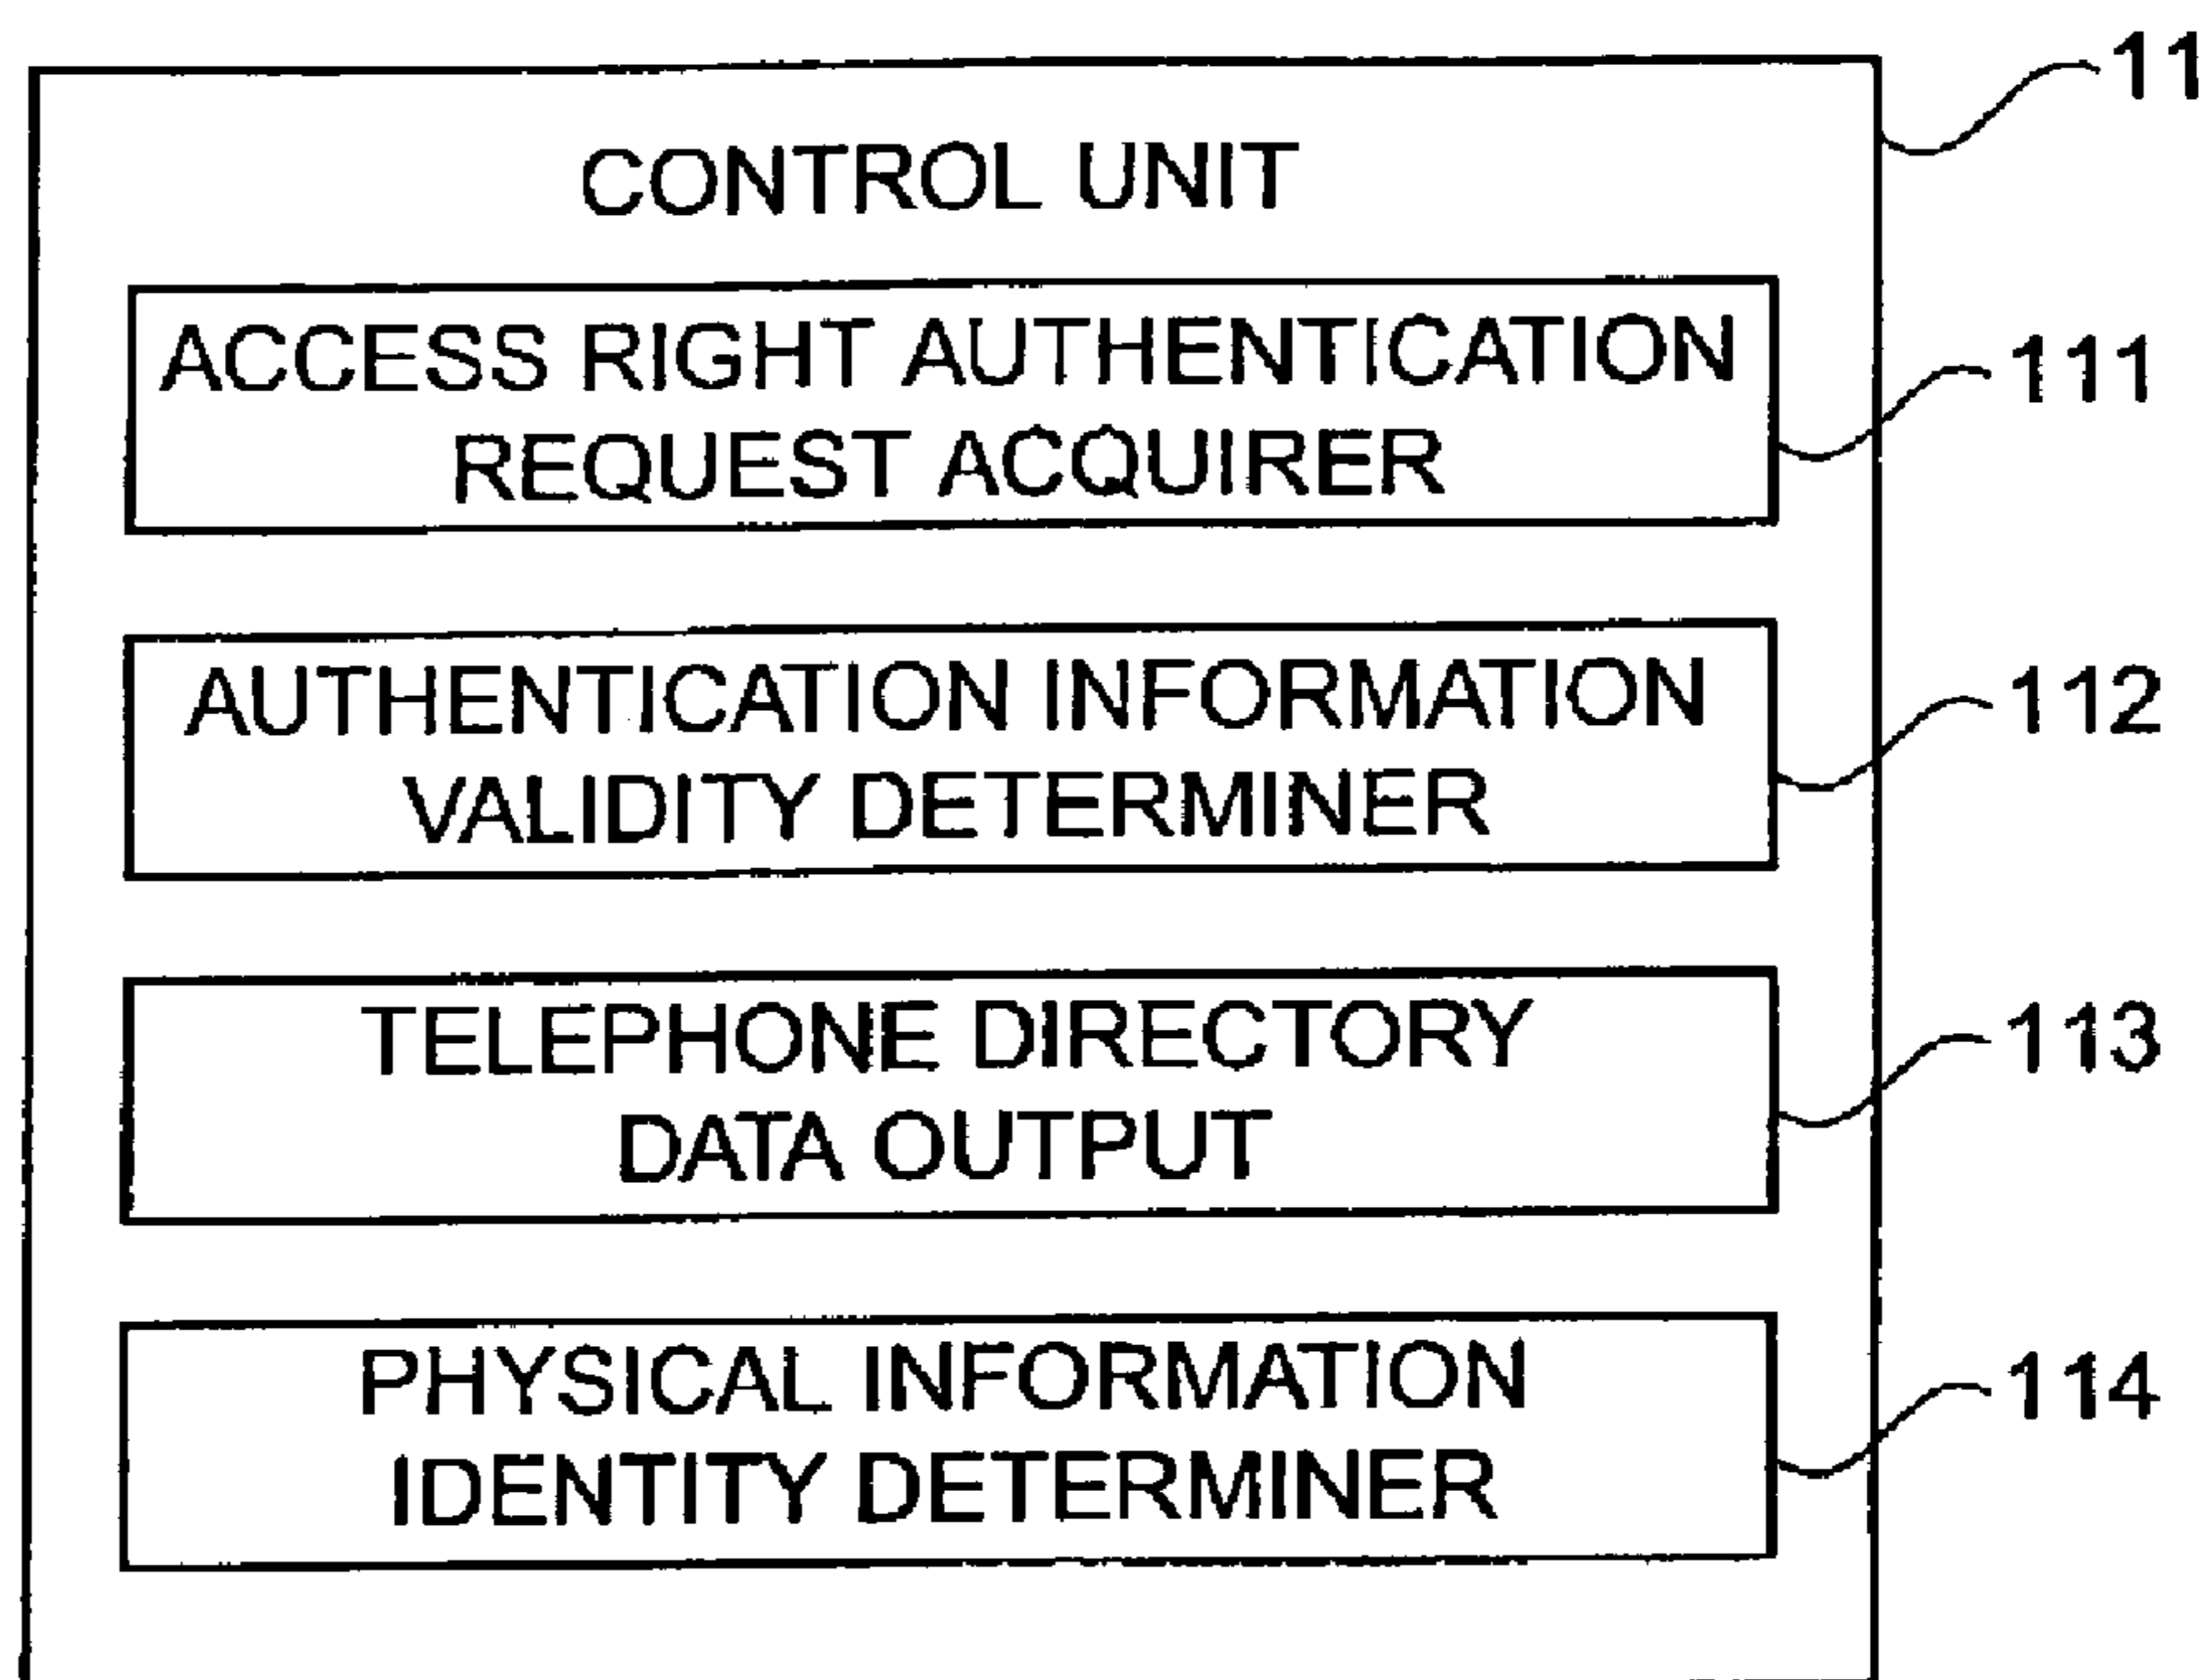 11
CONTROL UNIT
ACCESS RIGHT AUTHENTICATION
REQUEST ACQUIRER
111
AUTHENTICATION INFORMATION
VALIDITY DETERMINER
112
TELEPHONE DIRECTORY
DATA OUTPUT
113
PHYSICAL INFORMATION
IDENTITY DETERMINER
114